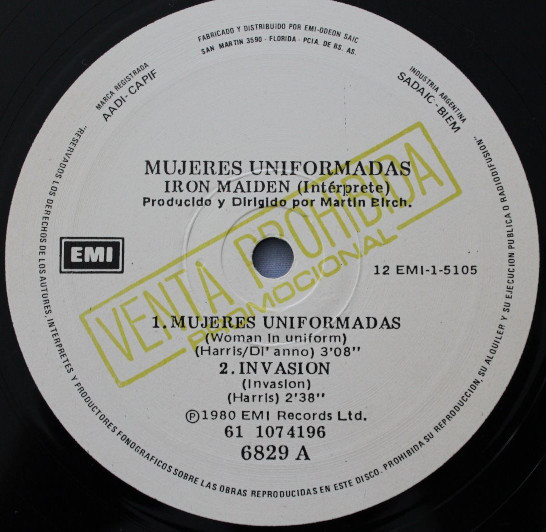 FABRICADO Y DISTRIBUIDO POR EMI-ODEON SAIC
SAN MARTIN 3590 - FLORIDA - PCIA. DE BS. AS.
MARCA REGISTRADA
AADI-CAPIF
INDUSTRIA ARGENTINA
SADAIC-BIEM
MUJERES UNIFORMADAS
IRON MAIDEN (Intérprete)
Producido y Dirigido por Martin Birch.
EMI
VENTA PROHIBIDA
PROMOCIONAL
12 EMI-1-5105
1. MUJERES UNIFORMADAS
(Woman in uniform)
(Harris/Di' anno) 3'08"
2. INVASION
(Invasion)
(Harris) 2'38"
Ⓟ1980 EMI Records Ltd.
61 1074196
6829 A
"RESERVADOS LOS DERECHOS DE LOS AUTORES, INTERPRETES Y PRODUCTORES FONOGRAFICOS SOBRE LAS OBRAS REPRODUCIDAS EN ESTE DISCO. PROHIBIDA SU REPRODUCCION, SU ALQUILER Y SU EJECUCION PUBLICA O RADIODIFUSION"